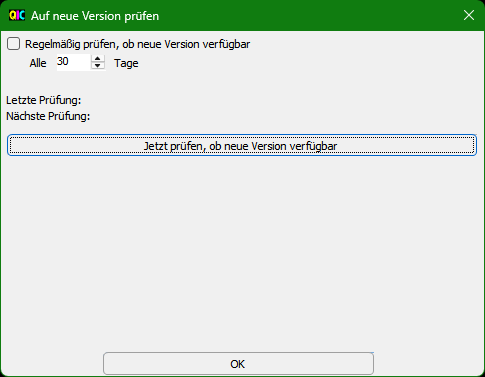 QIC Auf neue Version prüfen
Regelmäßig prüfen, ob neue Version verfügbar
Alle 30 Tage
Letzte Prüfung:
Nächste Prüfung:
Jetzt prüfen, ob neue Version verfügbar
OK